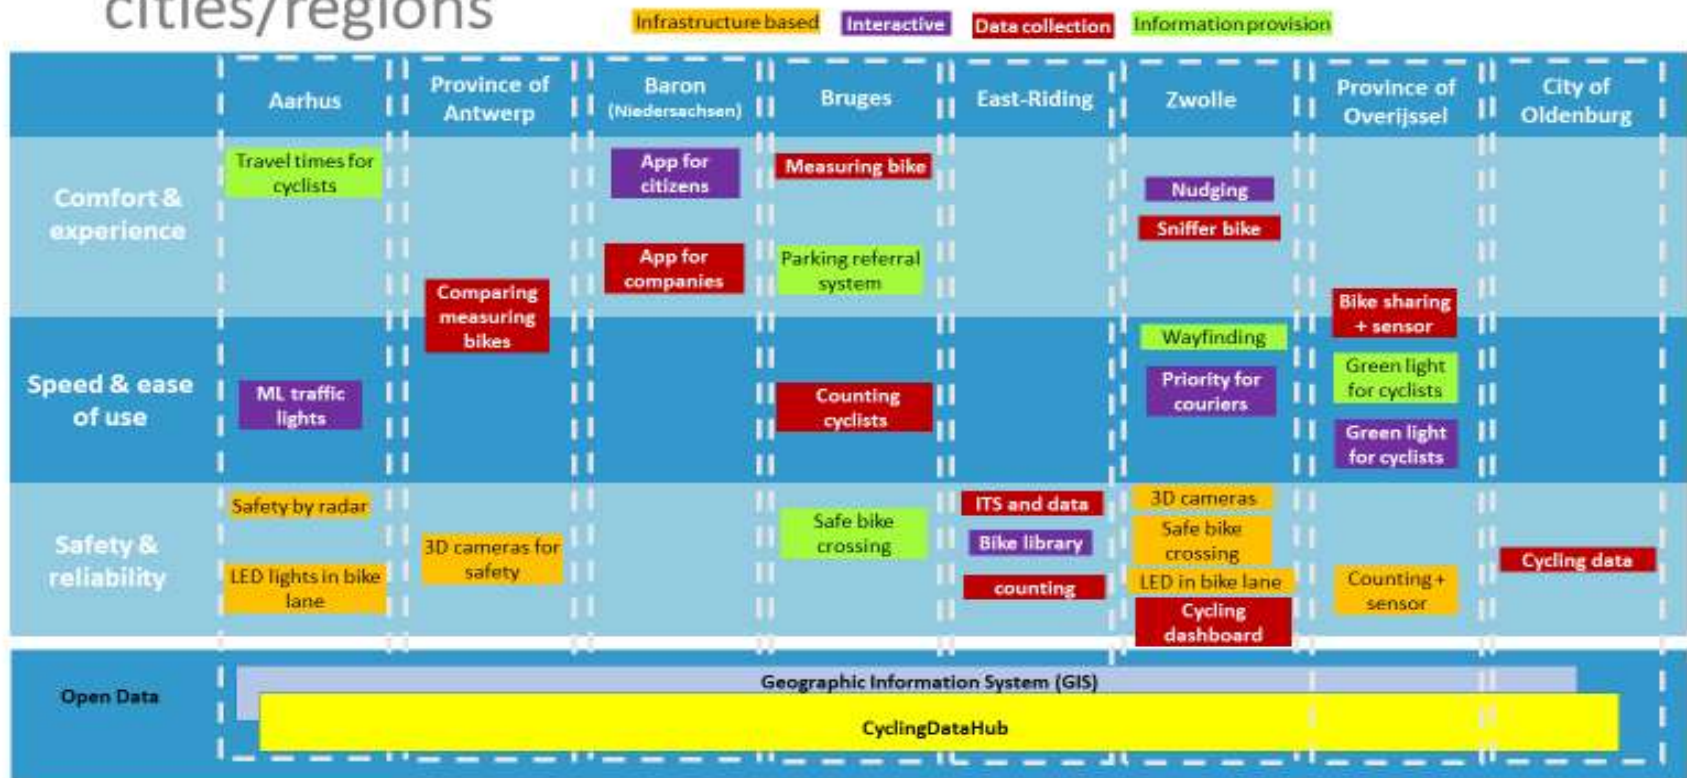 cities/regions
Infrastructure based
Interactive
Data collection
Information provision
Aarhus
Province of
Antwerp
Baron
(Niedersachsen)
Bruges
East-Riding
Zwolle
Province of
Overijssel
City of
Oldenburg
Comfort &
experience
Travel times for
cyclists
Comparing
measuring
bikes
App for
citizens
App for
companies
Measuring bike
Parking referral
system
Nudging
Sniffer bike
Bike sharing
+ sensor
Speed & ease
of use
ML traffic
lights
Counting
cyclists
Wayfinding
Priority for
couriers
Green light
for cyclists
Green light
for cyclists
Safety &
reliability
Safety by radar
LED lights in bike
lane
3D cameras for
safety
Safe bike
crossing
ITS and data
Bike library
counting
3D cameras
Safe bike
crossing
LED in bike lane
Cycling
dashboard
Counting +
sensor
Cycling data
Open Data
Geographic Information System (GIS)
CyclingDataHub